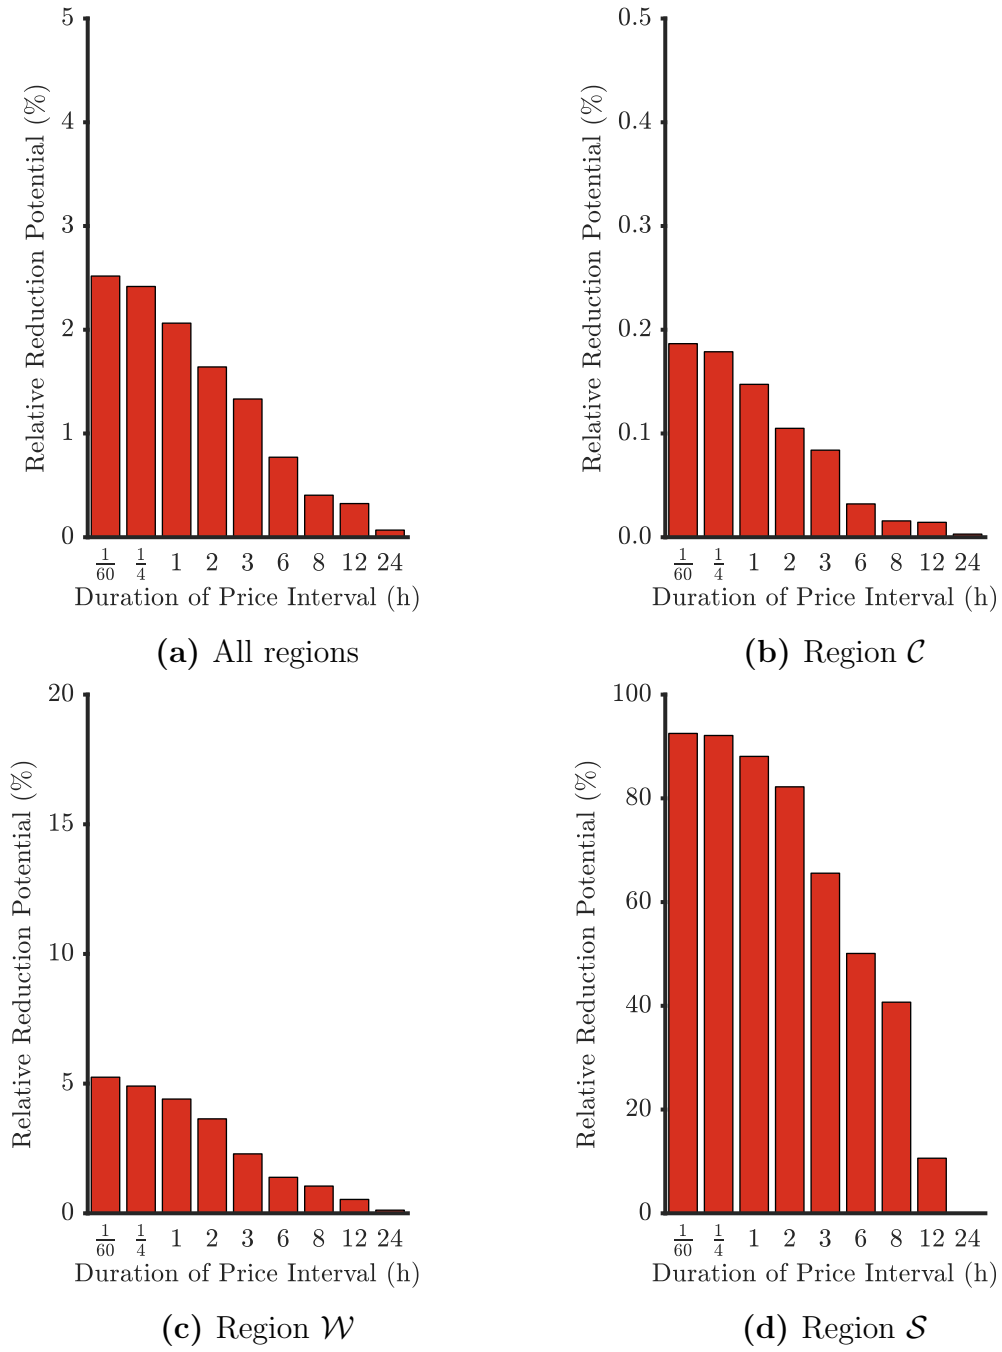 Relative Reduction Potential (%)
5
4
3
2
1
0
1/60 1/4 1 2 3 6 8 12 24
Duration of Price Interval (h)
(a) All regions
Relative Reduction Potential (%)
0.5
0.4
0.3
0.2
0.1
0.0
1/60 1/4 1 2 3 6 8 12 24
Duration of Price Interval (h)
(b) Region 𝒞
Relative Reduction Potential (%)
20
15
10
5
0
1/60 1/4 1 2 3 6 8 12 24
Duration of Price Interval (h)
(c) Region 𝒲
Relative Reduction Potential (%)
100
80
60
40
20
0
1/60 1/4 1 2 3 6 8 12 24
Duration of Price Interval (h)
(d) Region 𝒮